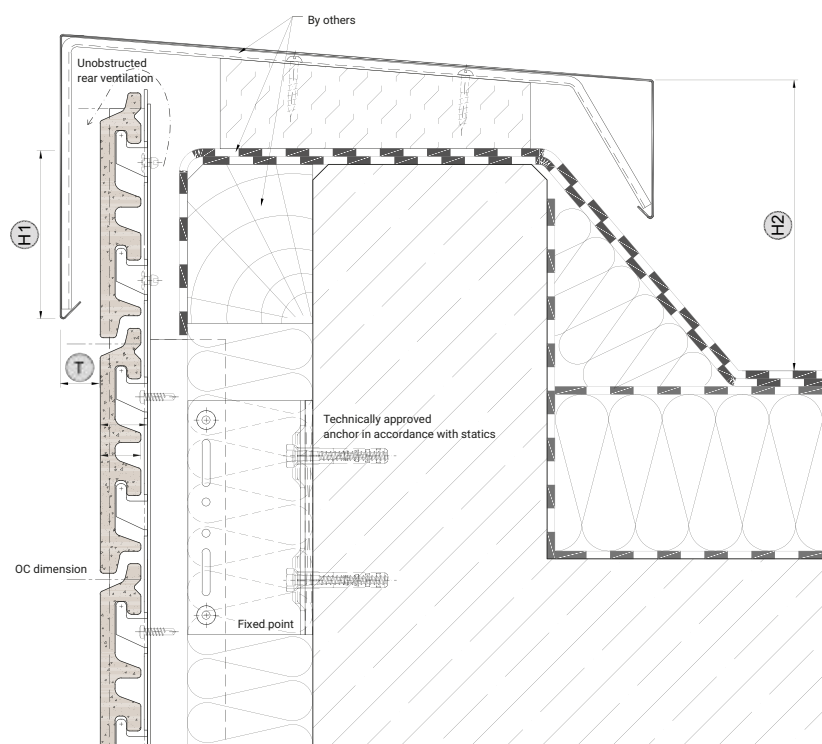 By others
Unobstructed
rear ventilation
H1
H2
T
Technically approved
anchor in accordance with statics
OC dimension
Fixed point